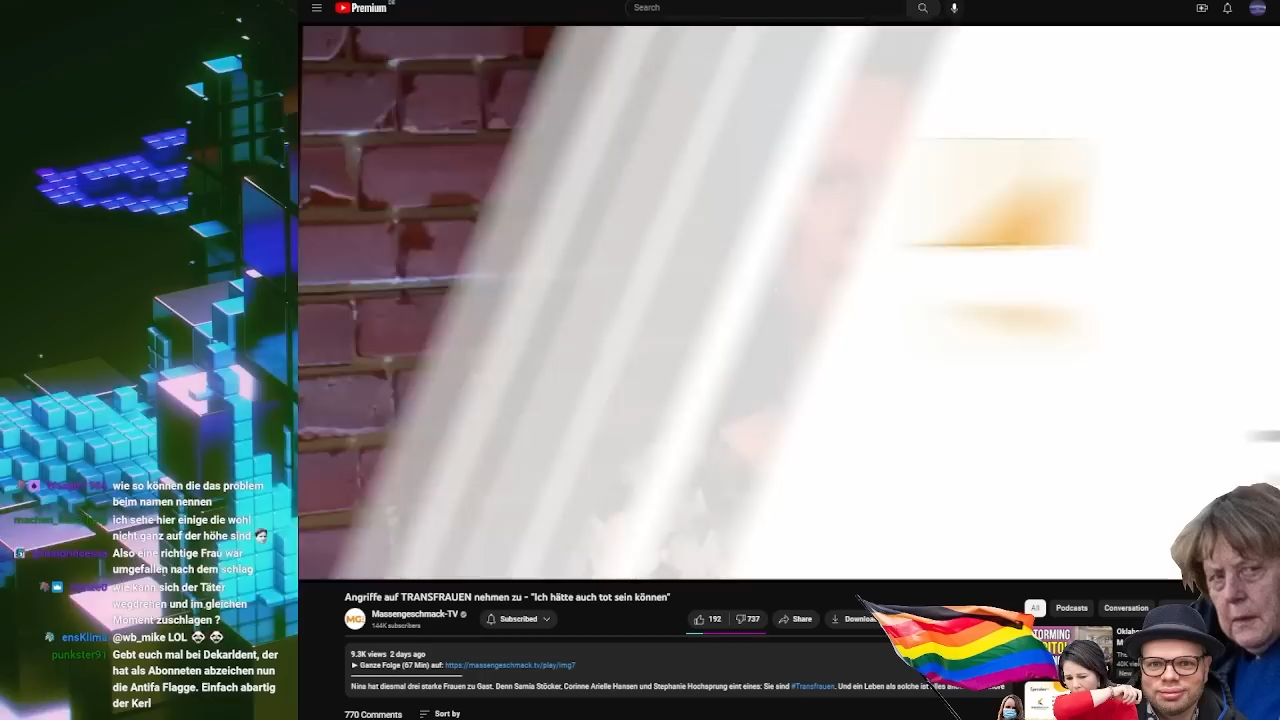 Premium DE
Search
wie so können die das problem
beim namen nennen
ich sehe hier einige die wohl
nicht ganz auf der höhe sind
Also eine richtige Frau wär
umgefallen nach dem schlag
wie kann sich der Täter
wegdrehen und im gleichen
Moment zuschlagen ?
ensKlima @wb_mike LOL
punkster91 Gebt euch mal bei Dekarldent, der
hat als Abonneten abzeichen nun
die Antifa Flagge. Einfach abartig
der Kerl
Angriffe auf TRANSFRAUEN nehmen zu - "Ich hätte auch tot sein können"
MG
Massengeschmack-TV
144K subscribers
Subscribed
192
737
Share
Download
All
Podcasts
Conversation
9.3K views 2 days ago
► Ganze Folge (67 Min) auf: https://massengeschmack.tv/play/img7
Nina hat diesmal drei starke Frauen zu Gast. Denn Samia Stöcker, Corinne Arielle Hansen und Stephanie Hochsprung eint eines: Sie sind #Transfrauen. Und ein Leben als solche ist
770 Comments
Sort by
New